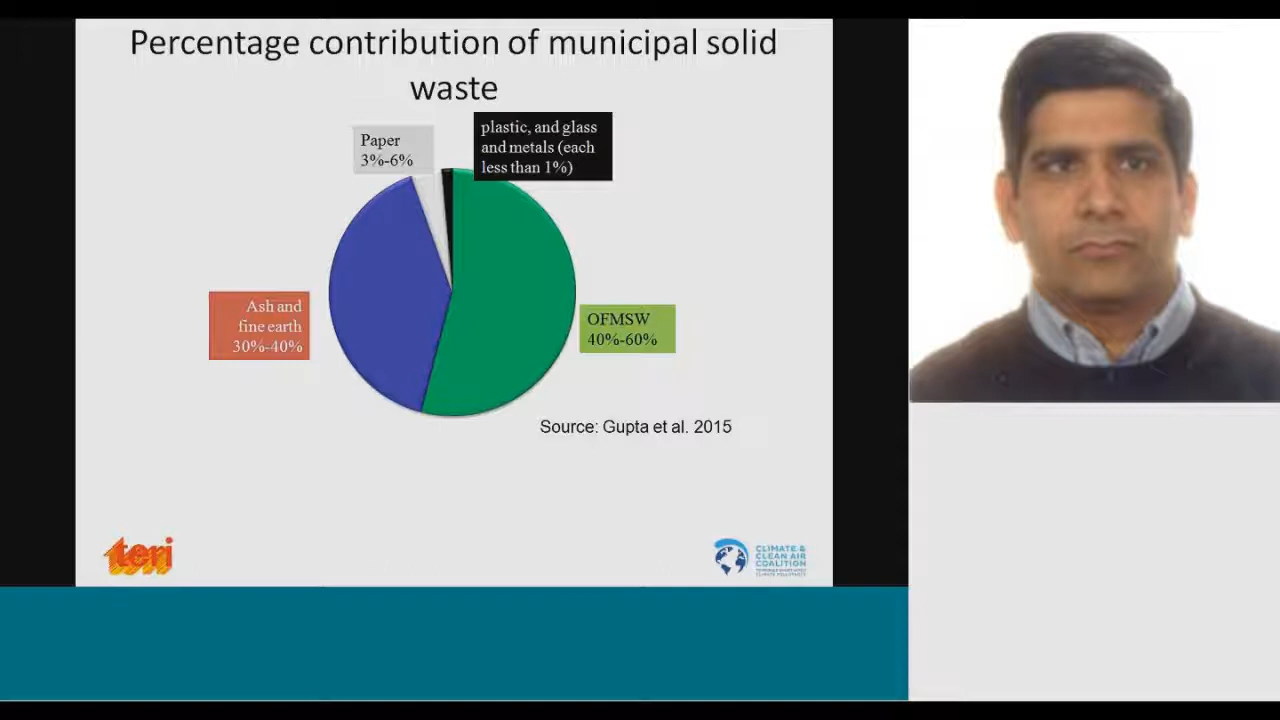 Percentage contribution of municipal solid
waste
Paper
3%-6%
plastic, and glass
and metals (each
less than 1%)
Ash and
fine earth
30%-40%
OFMSW
40%-60%
Source: Gupta et al. 2015
teri
CLIMATE &
CLEAN AIR
COALITION